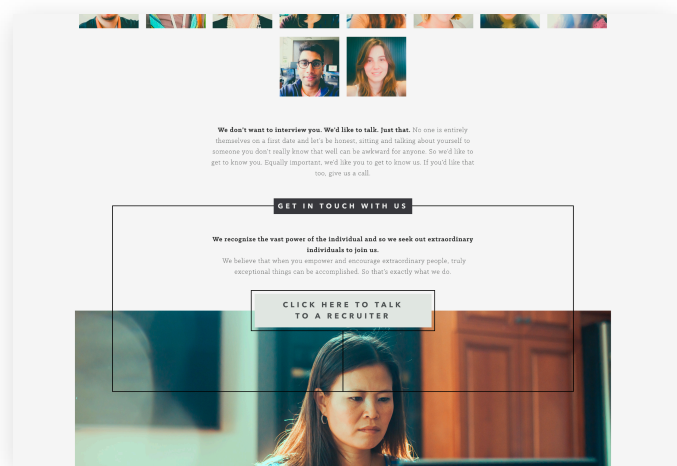 We don't want to interview you. We'd like to talk. Just that. No one is entirely
themselves on a first date and let's be honest, sitting and talking about yourself to
someone you don't really know that well can be awkward for anyone. So we'd like to
get to know you. Equally important, we'd like you to get to know us. If you'd like that
too, give us a call.
GET IN TOUCH WITH US
We recognize the vast power of the individual and so we seek out extraordinary
individuals to join us.
We believe that when you empower and encourage extraordinary people, truly
exceptional things can be accomplished. So that's exactly what we do.
CLICK HERE TO TALK
TO A RECRUITER